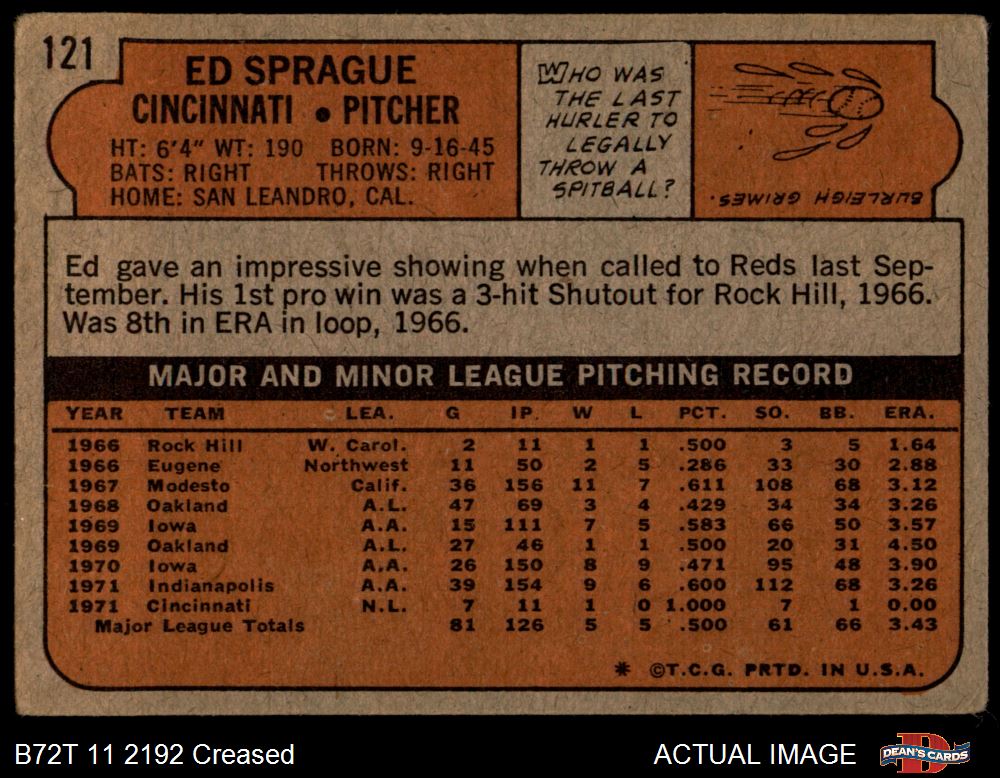 121
ED SPRAGUE
CINCINNATI • PITCHER
HT: 6'4" WT: 190 BORN: 9-16-45
BATS: RIGHT THROWS: RIGHT
HOME: SAN LEANDRO, CAL.
WHO WAS
THE LAST
HURLER TO
LEGALLY
THROW A
SPITBALL?
BURLEIGH GRIMES.
Ed gave an impressive showing when called to Reds last Sep-
tember. His 1st pro win was a 3-hit Shutout for Rock Hill, 1966.
Was 8th in ERA in loop, 1966.
MAJOR AND MINOR LEAGUE PITCHING RECORD
YEAR TEAM LEA. G IP. W L PCT. SO. BB. ERA.
1966 Rock Hill W. Carol. 2 11 1 1 .500 3 5 1.64
1966 Eugene Northwest 11 50 2 5 .286 33 30 2.88
1967 Modesto Calif. 36 156 11 7 .611 108 68 3.12
1968 Oakland A.L. 47 69 3 4 .429 34 34 3.26
1969 Iowa A.A. 15 111 7 5 .583 66 50 3.57
1969 Oakland A.L. 27 46 1 1 .500 20 31 4.50
1970 Iowa A.A. 26 150 8 9 .471 95 48 3.90
1971 Indianapolis A.A. 39 154 9 6 .600 112 68 3.26
1971 Cincinnati N.L. 7 11 1 0 1.000 7 1 0.00
Major League Totals 81 126 5 5 .500 61 66 3.43
* ©T.C.G. PRTD. IN U.S.A.
B72T 11 2192 Creased
ACTUAL IMAGE
DEAN'S CARDS